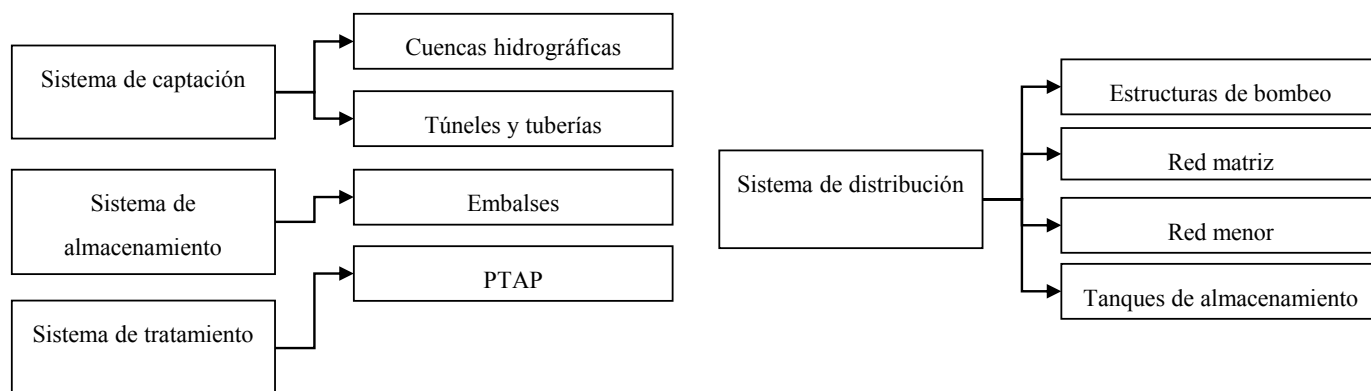 Sistema de captación
Cuencas hidrográficas
Túneles y tuberías
Sistema de
almacenamiento
Embalses
Sistema de tratamiento
PTAP
Sistema de distribución
Estructuras de bombeo
Red matriz
Red menor
Tanques de almacenamiento